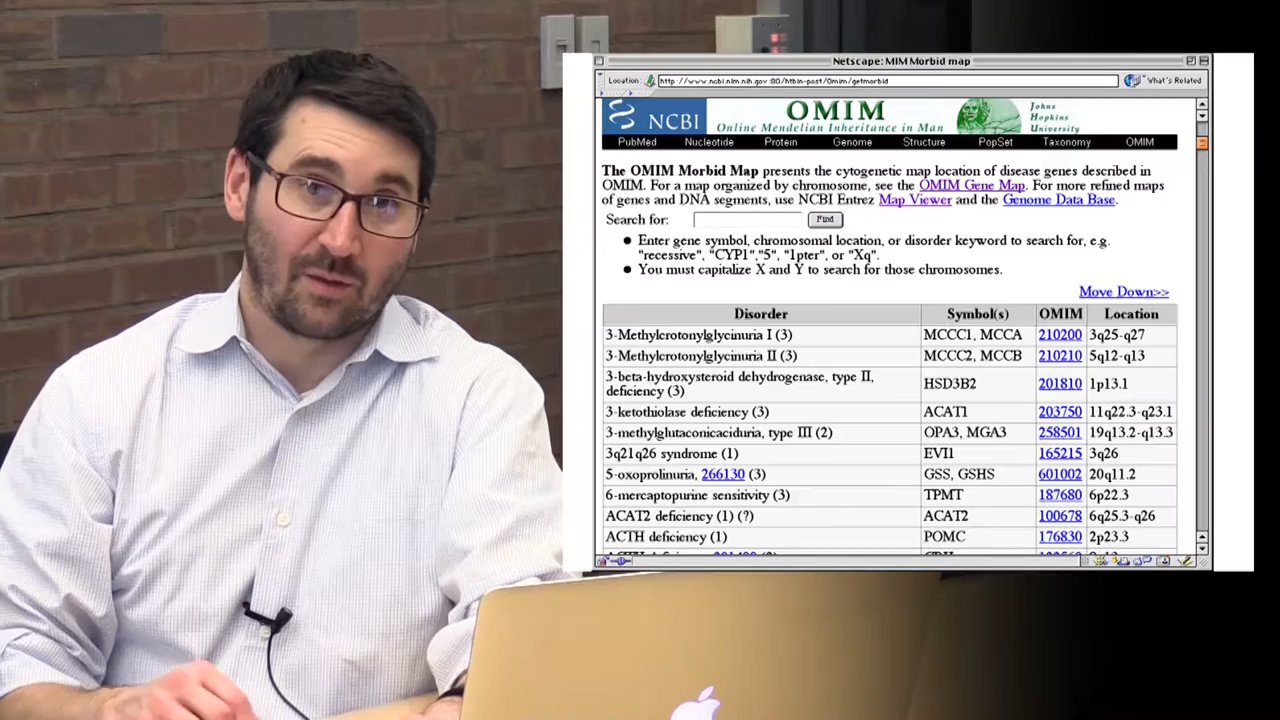 Netscape: MIM Morbid map
Location: http://www.ncbi.nlm.nih.gov:80/htbin-post/Omim/getmorbid What's Related
NCBI OMIM Johns
Online Mendelian Inheritance in Man Hopkins
University
PubMed Nucleotide Protein Genome Structure PopSet Taxonomy OMIM
The OMIM Morbid Map presents the cytogenetic map location of disease genes described in
OMIM. For a map organized by chromosome, see the OMIM Gene Map. For more refined maps
of genes and DNA segments, use NCBI Entrez Map Viewer and the Genome Data Base.
Search for: Find
Enter gene symbol, chromosomal location, or disorder keyword to search for, e.g.
"recessive", "CYP1","5", "1pter", or "Xq".
You must capitalize X and Y to search for those chromosomes.
Move Down>>
Disorder Symbol(s) OMIM Location
3-Methylcrotonylglycinuria I (3) MCCC1, MCCA 210200 3q25-q27
3-Methylcrotonylglycinuria II (3) MCCC2, MCCB 210210 5q12-q13
3-beta-hydroxysteroid dehydrogenase, type II,
deficiency (3) HSD3B2 201810 1p13.1
3-ketothiolase deficiency (3) ACAT1 203750 11q22.3-q23.1
3-methylglutaconicaciduria, type III (2) OPA3, MGA3 258501 19q13.2-q13.3
3q21q26 syndrome (1) EVI1 165215 3q26
5-oxoprolinuria, 266130 (3) GSS, GSHS 601002 20q11.2
6-mercaptopurine sensitivity (3) TPMT 187680 6p22.3
ACAT2 deficiency (1) (?) ACAT2 100678 6q25.3-q26
ACTH deficiency (1) POMC 176830 2p23.3